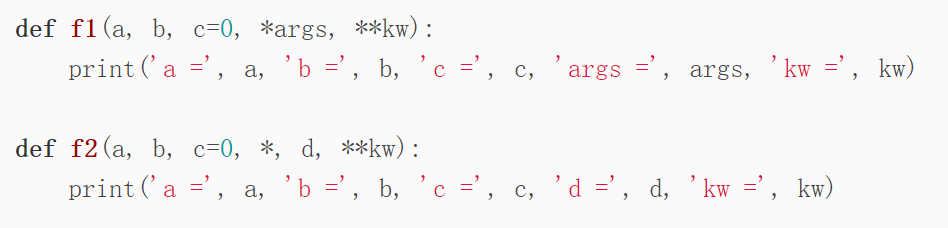 def f1(a, b, c=0, *args, **kw):
    print('a =', a, 'b =', b, 'c =', c, 'args =', args, 'kw =', kw)

def f2(a, b, c=0, *, d, **kw):
    print('a =', a, 'b =', b, 'c =', c, 'd =', d, 'kw =', kw)